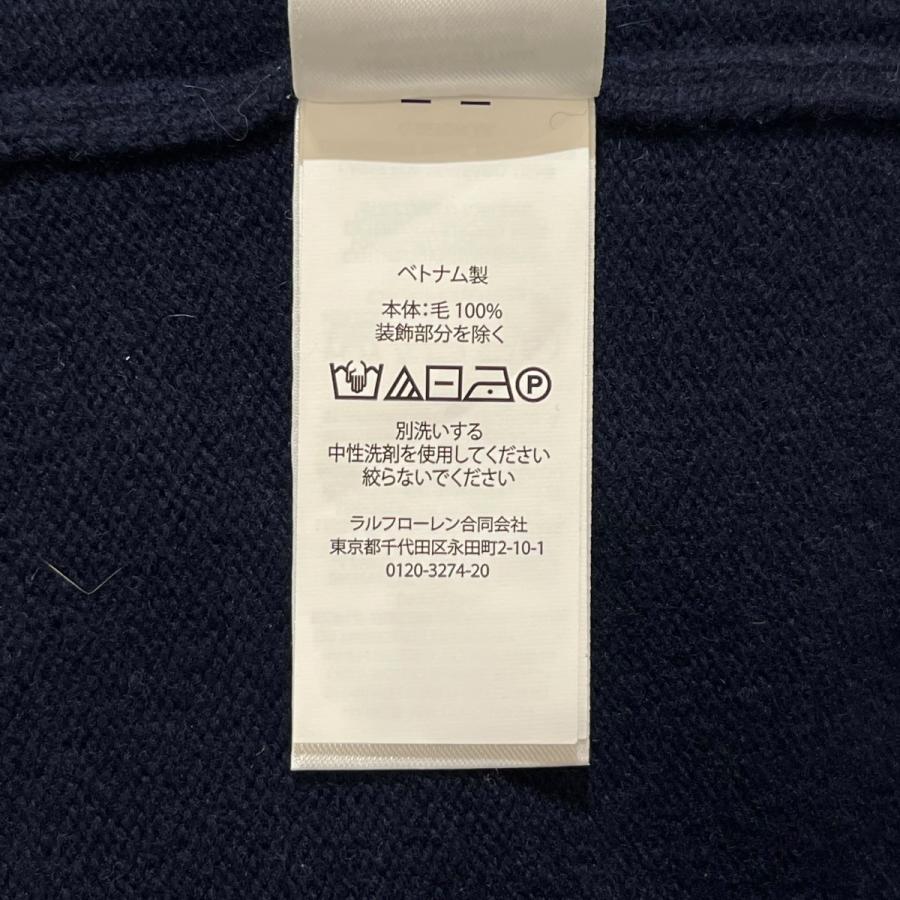 ベトナム製
本体：毛 100%
装飾部分を除く
P
別洗いする
中性洗剤を使用してください
絞らないでください
ラルフローレン合同会社
東京都千代田区永田町2-10-1
0120-3274-20